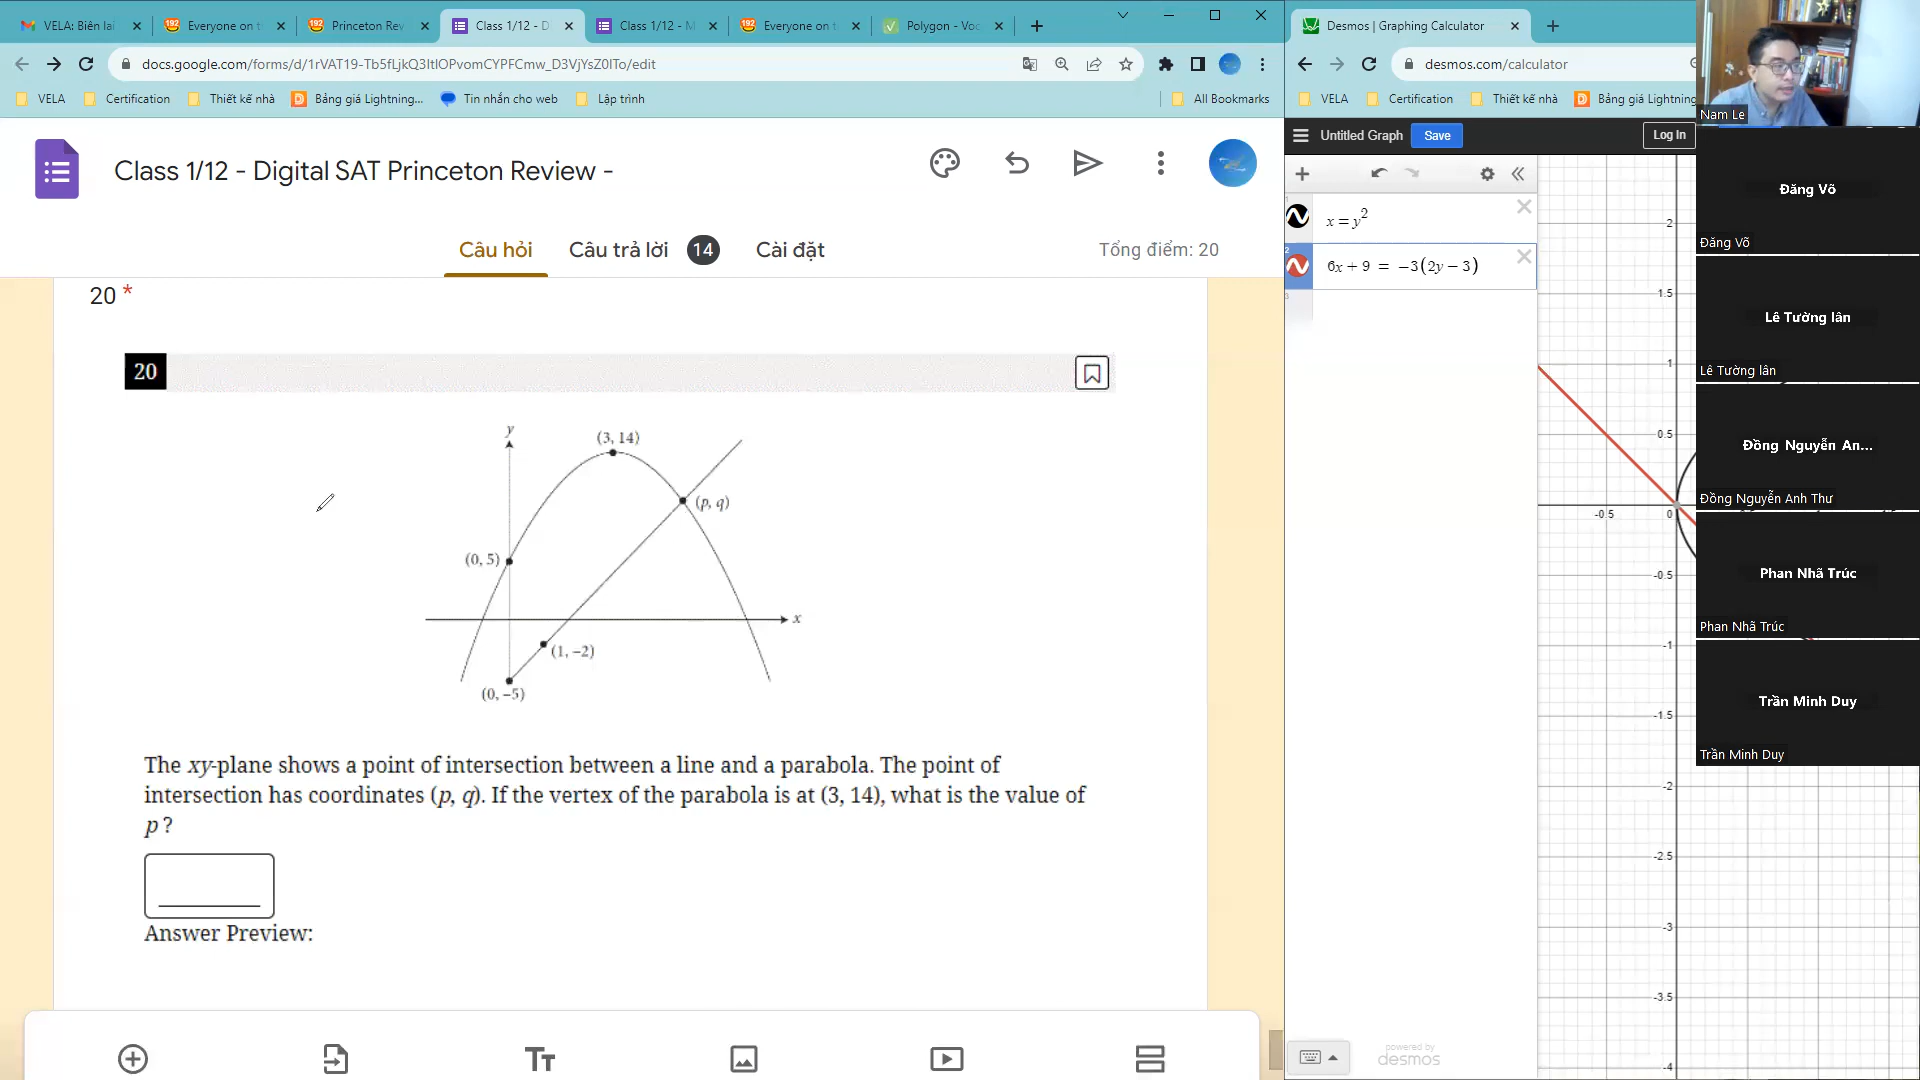 VELA: Biên lai
Everyone on t
Princeton Rev
Class 1/12 - D
Class 1/12 - M
Everyone on t
Polygon - Voc
docs.google.com/forms/d/1rVAT19-Tb5fLjkQ3ItIOPvomCYPFCmw_D3VjYsZ0ITo/edit
VELA
Certification
Thiết kế nhà
Bảng giá Lightning...
Tin nhắn cho web
Lập trình
All Bookmarks
Class 1/12 - Digital SAT Princeton Review -
Câu hỏi
Câu trả lời
14
Cài đặt
Tổng điểm: 20
20 *
20
y
(3, 14)
(p, q)
(0, 5)
x
(1, −2)
(0, −5)
The xy-plane shows a point of intersection between a line and a parabola. The point of
intersection has coordinates (p, q). If the vertex of the parabola is at (3, 14), what is the value of
p ?
Answer Preview:
Desmos | Graphing Calculator
desmos.com/calculator
VELA
Certification
Thiết kế nhà
Bảng giá Lightning
Untitled Graph
Save
Log In
x = y²
2
6x + 9 = −3(2y − 3)
3
2
1.5
1
0.5
-0.5
0
-0.5
-1
-1.5
-2
-2.5
-3
-3.5
-4
powered by
desmos
Nam Le
Đăng Võ
Đăng Võ
Lê Tường lân
Lê Tường lân
Đồng Nguyễn An...
Đồng Nguyễn Anh Thư
Phan Nhã Trúc
Phan Nhã Trúc
Trần Minh Duy
Trần Minh Duy